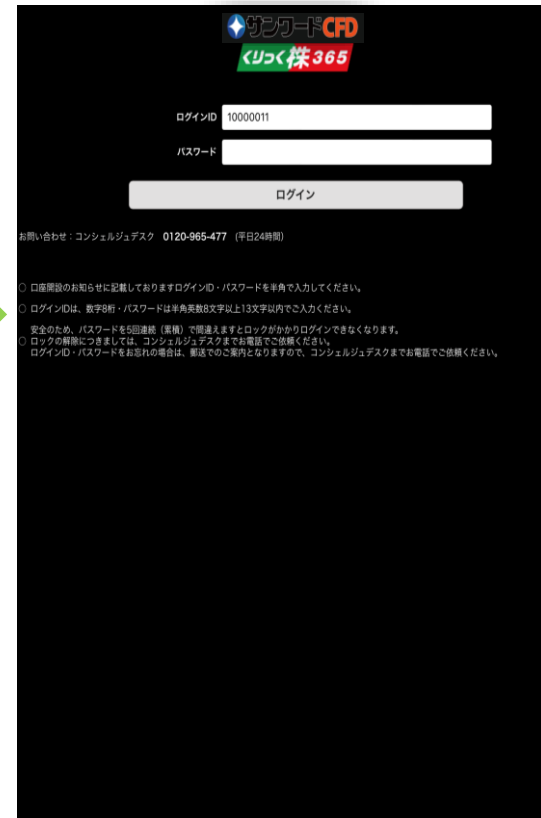 サンワードCFD
くりっく株365
ログインID 10000011
パスワード
ログイン
お問い合わせ：コンシェルジュデスク 0120-965-477 (平日24時間)
○ 口座開設のお知らせに記載しておりますログインID・パスワードを半角で入力してください。
○ ログインIDは、数字8桁・パスワードは半角英数8文字以上13文字以内でご入力ください。
安全のため、パスワードを5回連続（累積）で間違えますとロックがかかりログインできなくなります。
○ ロックの解除につきましては、コンシェルジュデスクまでお電話でご依頼ください。
ログインID・パスワードをお忘れの場合は、郵送でのご案内となりますので、コンシェルジュデスクまでお電話でご依頼ください。